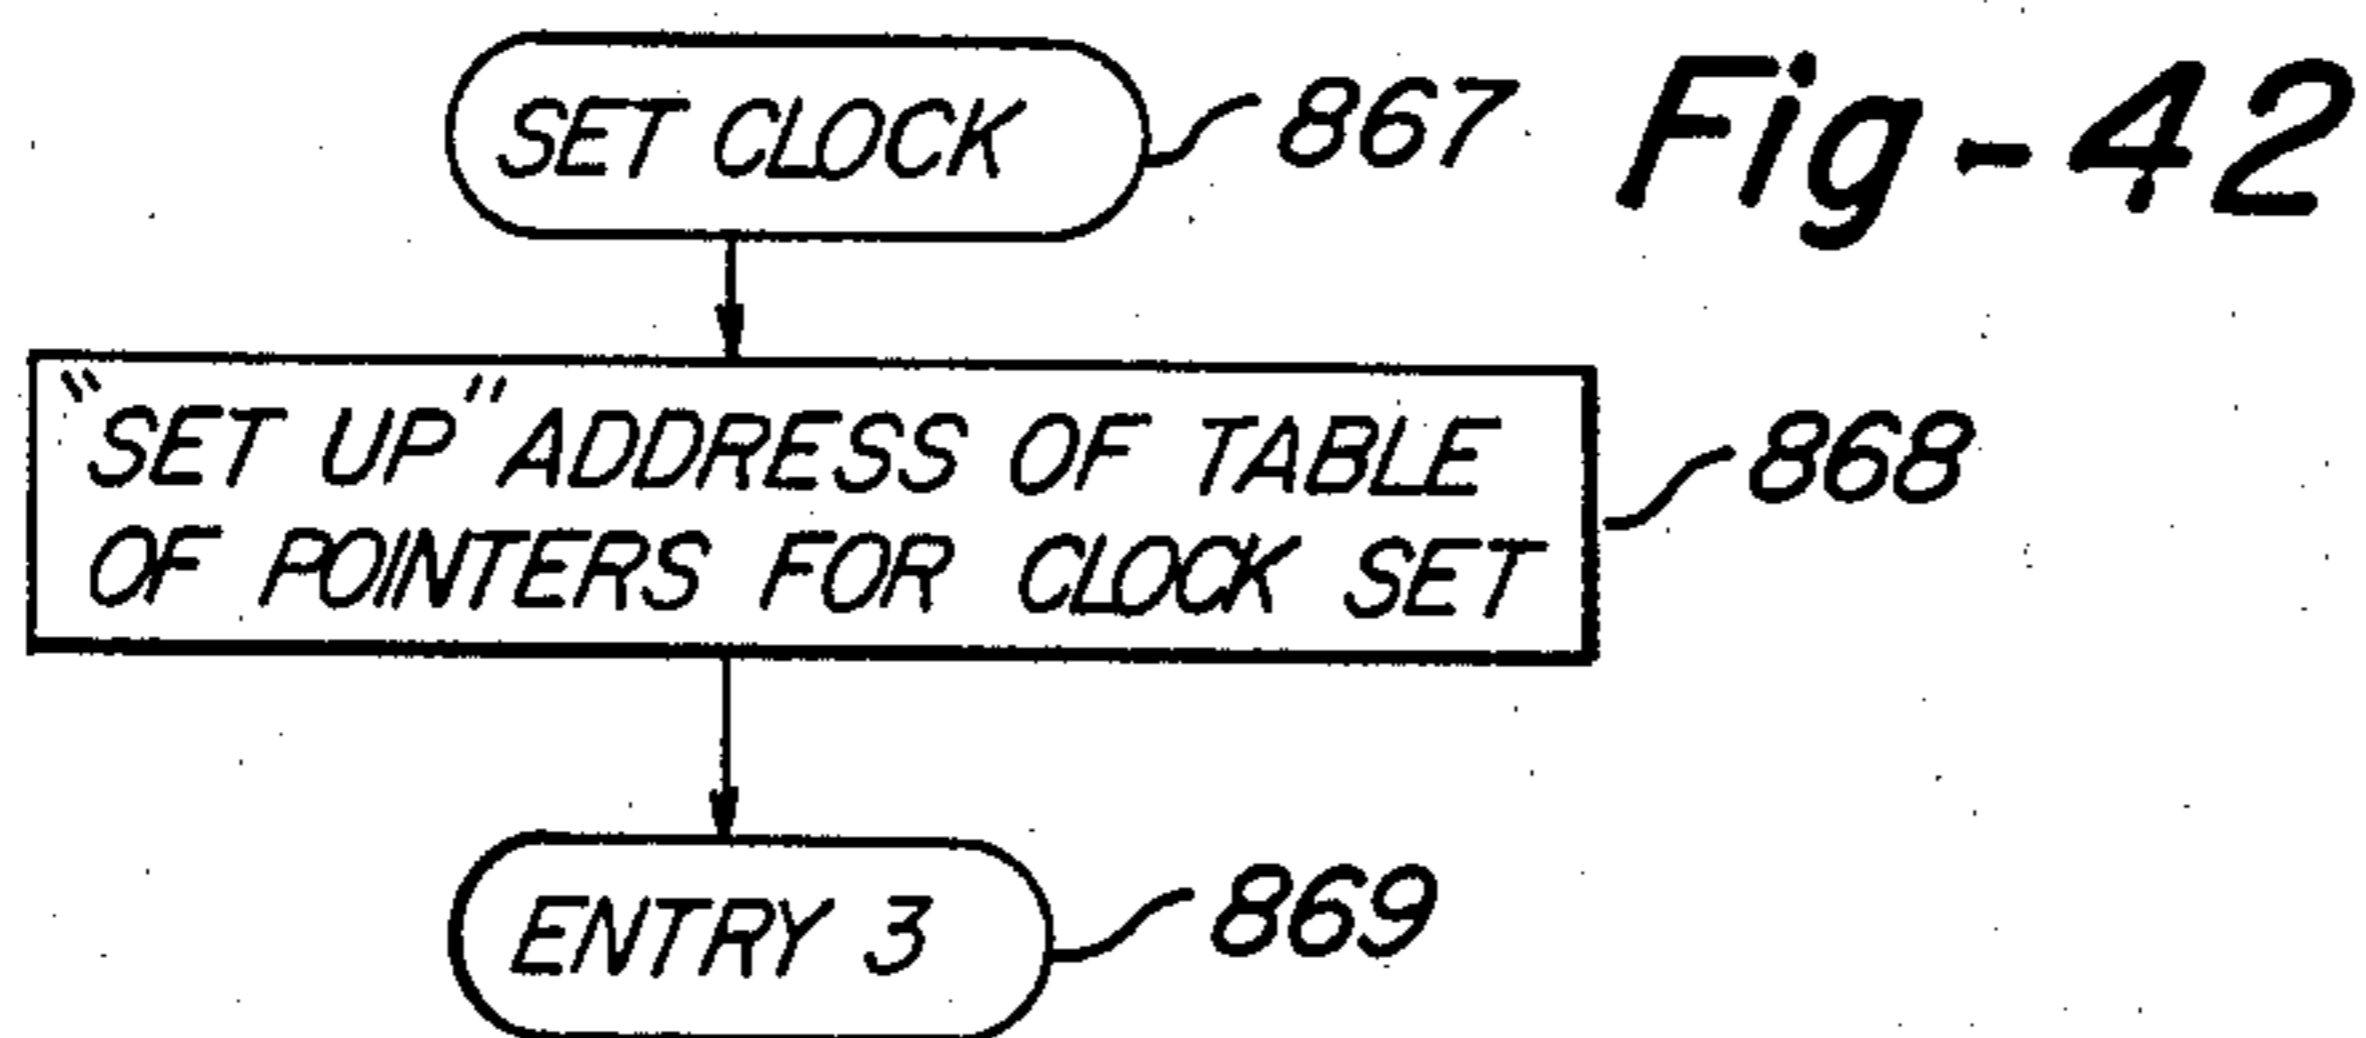 SET CLOCK
867
Fig-42
"SET UP" ADDRESS OF TABLE
OF POINTERS FOR CLOCK SET
868
ENTRY 3
869